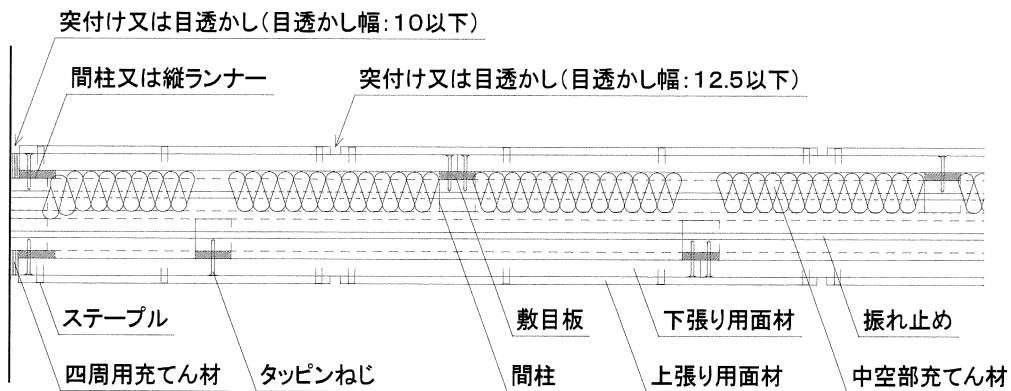 突付け又は目透かし(目透かし幅:10以下)
間柱又は縦ランナー
突付け又は目透かし(目透かし幅:12.5以下)
ステープル
敷目板
下張り用面材
振れ止め
四周用充てん材
タッピンねじ
間柱
上張り用面材
中空部充てん材